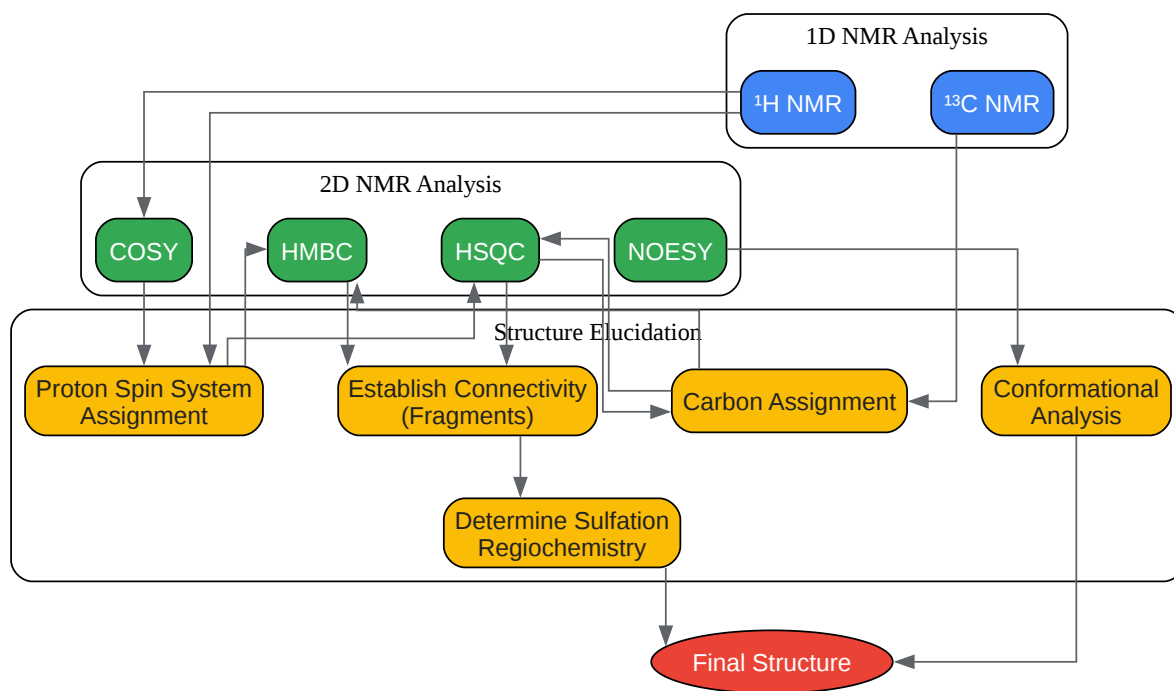 1D NMR Analysis
¹H NMR
¹³C NMR
2D NMR Analysis
COSY
HMBC
HSQC
NOESY
Structure Elucidation
Proton Spin System
Assignment
Establish Connectivity
(Fragments)
Carbon Assignment
Conformational
Analysis
Determine Sulfation
Regiochemistry
Final Structure